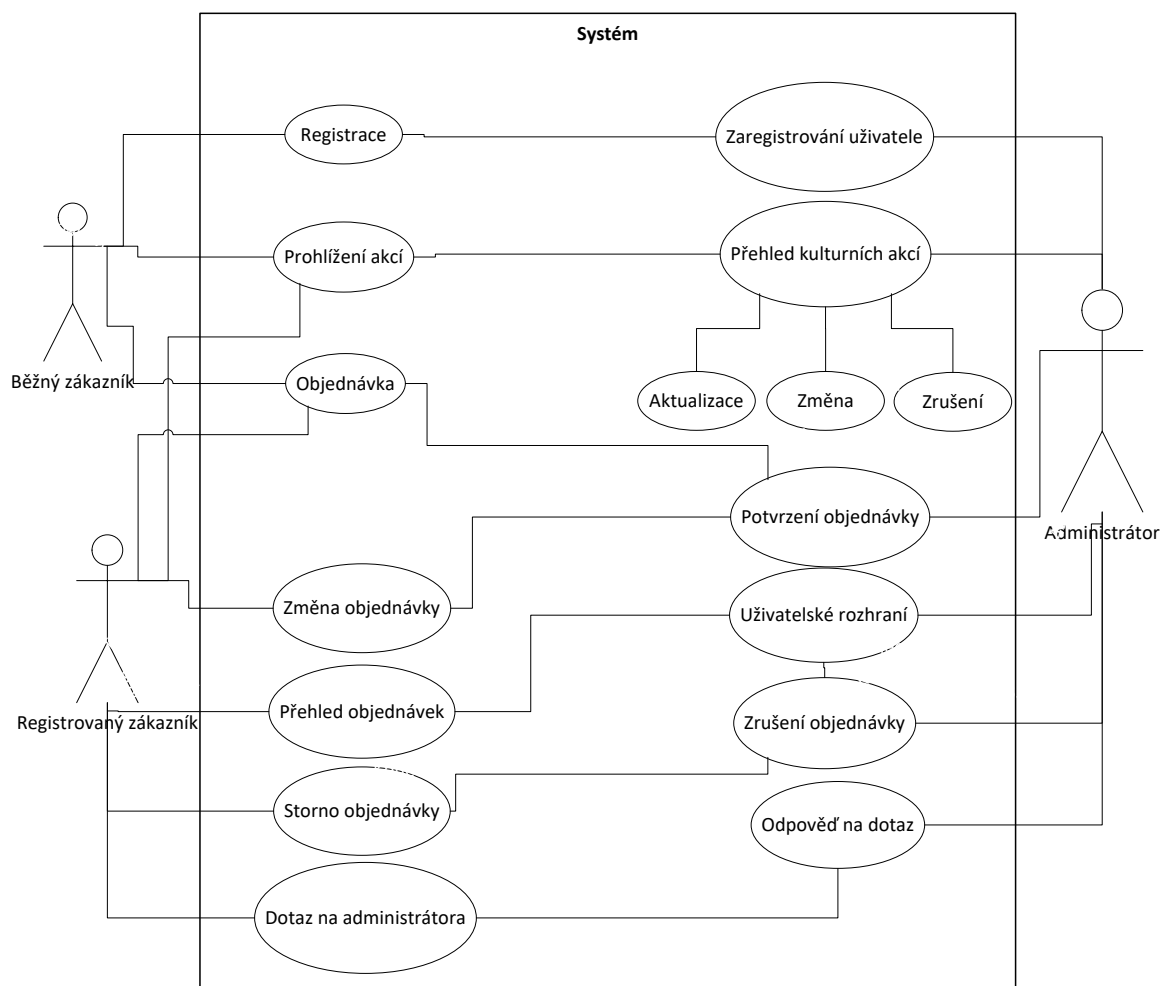 Systém
Registrace
Zaregistrování uživatele
Prohlížení akcí
Přehled kulturních akcí
Běžný zákazník
Objednávka
Aktualizace
Změna
Zrušení
Potvrzení objednávky
Administrátor
Změna objednávky
Uživatelské rozhraní
Registrovaný zákazník
Přehled objednávek
Zrušení objednávky
Storno objednávky
Odpověď na dotaz
Dotaz na administrátora